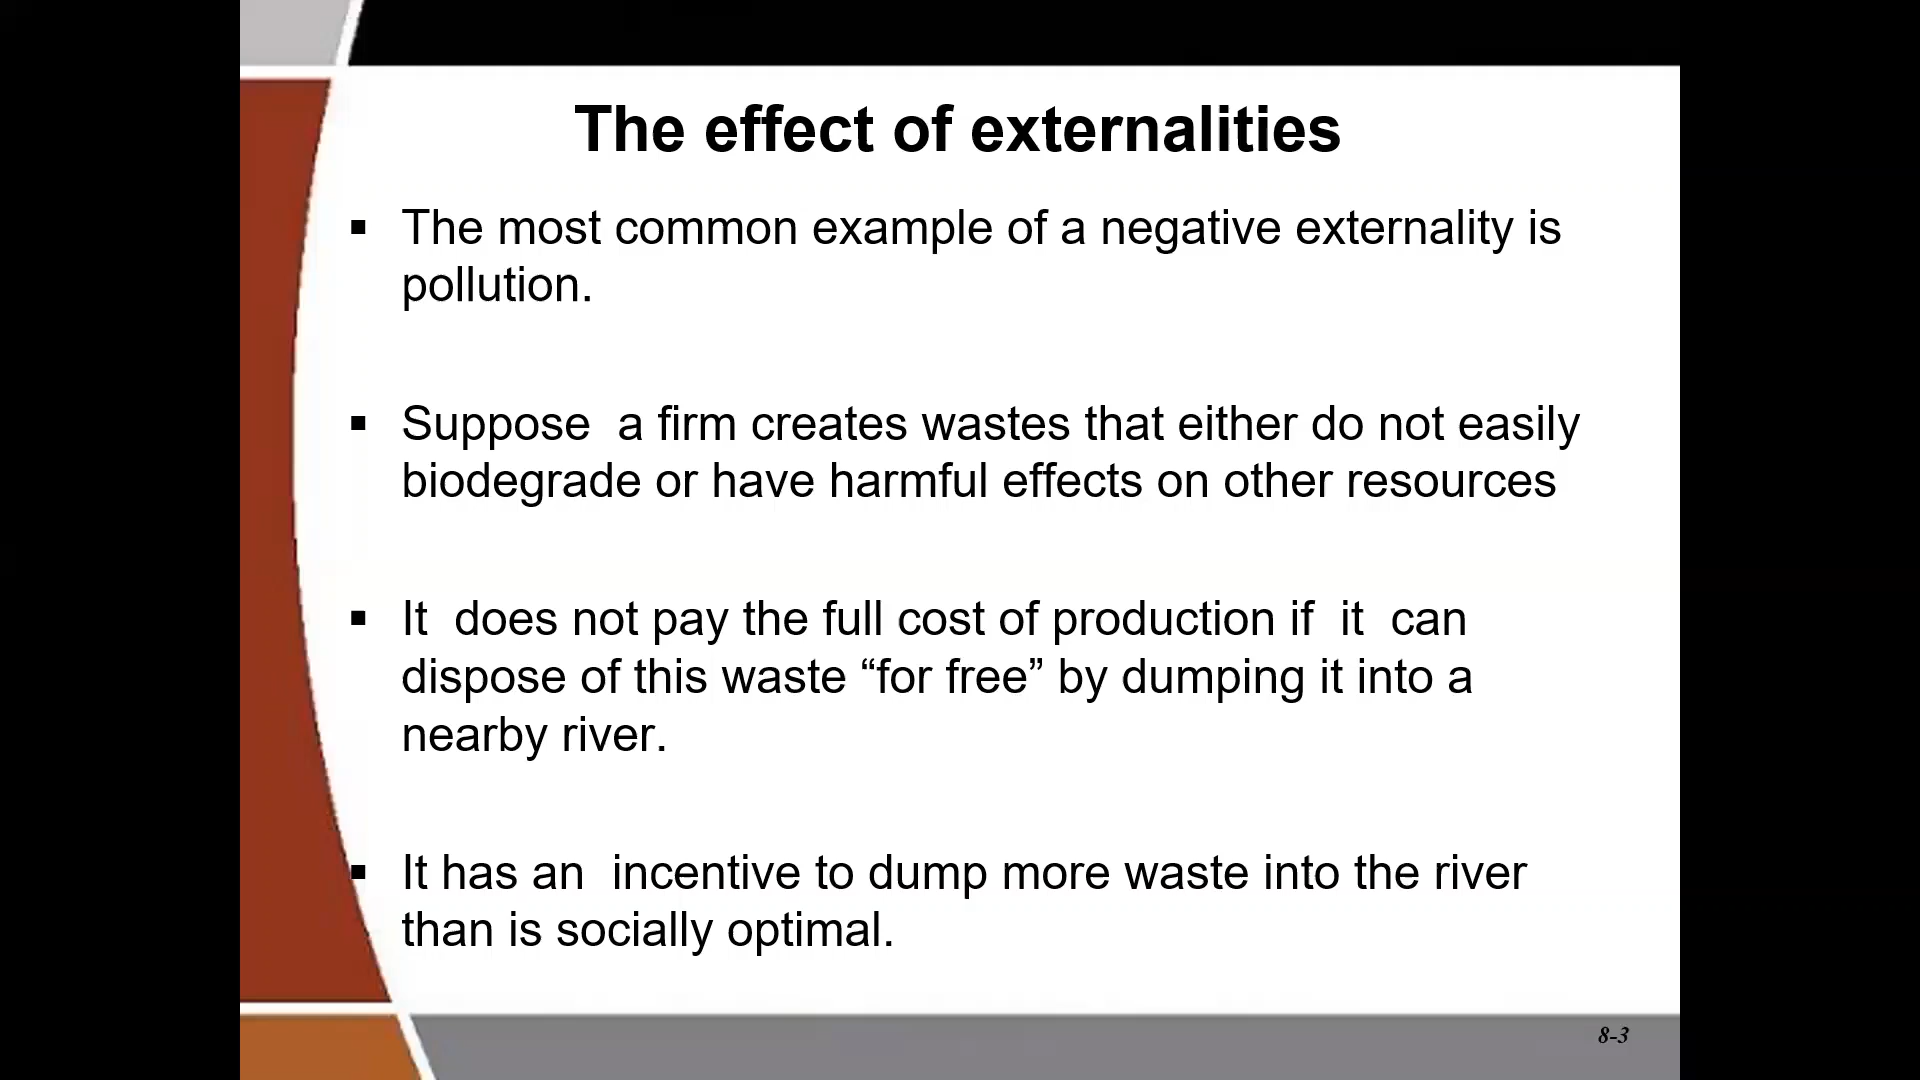 The effect of externalities
▪ The most common example of a negative externality is
pollution.
▪ Suppose  a firm creates wastes that either do not easily
biodegrade or have harmful effects on other resources
▪ It  does not pay the full cost of production if  it  can
dispose of this waste “for free” by dumping it into a
nearby river.
▪ It has an  incentive to dump more waste into the river
than is socially optimal.
8-3